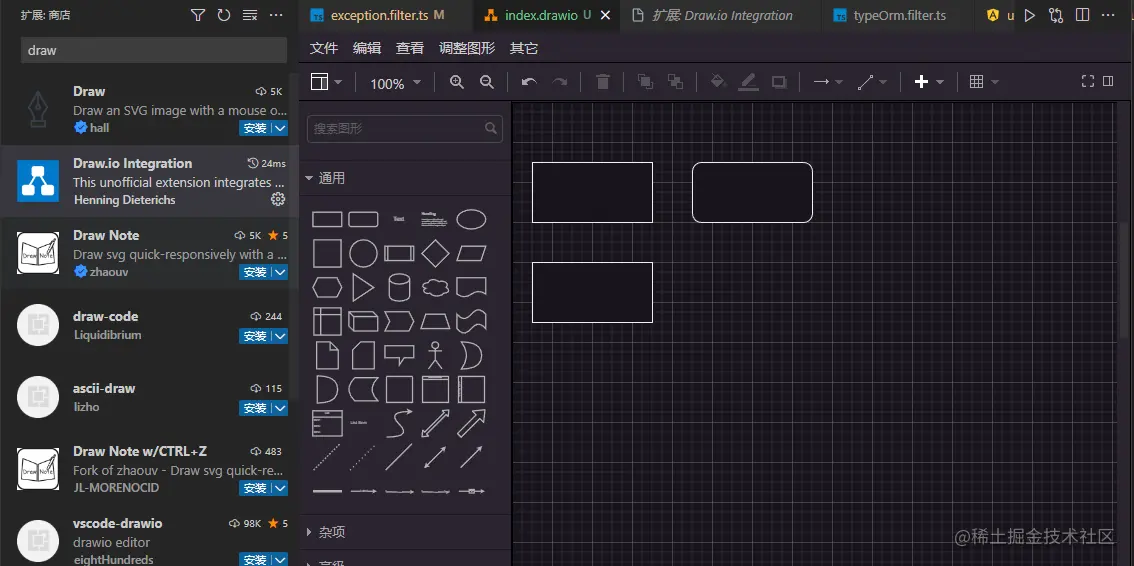 扩展: 商店
draw
Draw 5K
Draw an SVG image with a mouse o...
hall 安装
Draw.io Integration 24ms
This unofficial extension integrates ...
Henning Dieterichs
Draw Note 5K 5
Draw svg quick-responsively with a ...
zhaouv 安装
draw-code 244
Liquidibrium 安装
ascii-draw 115
lizho 安装
Draw Note w/CTRL+Z 483
Fork of zhaouv - Draw svg quick-re...
JL-MORENOCID 安装
vscode-drawio 98K 5
drawio editor
eightHundreds 安装
exception.filter.ts M index.drawio U 扩展: Draw.io Integration typeOrm.filter.ts u
文件 编辑 查看 调整图形 其它
100%
搜索图形
通用
Text
Heading
List Item
杂项
高级
@稀土掘金技术社区